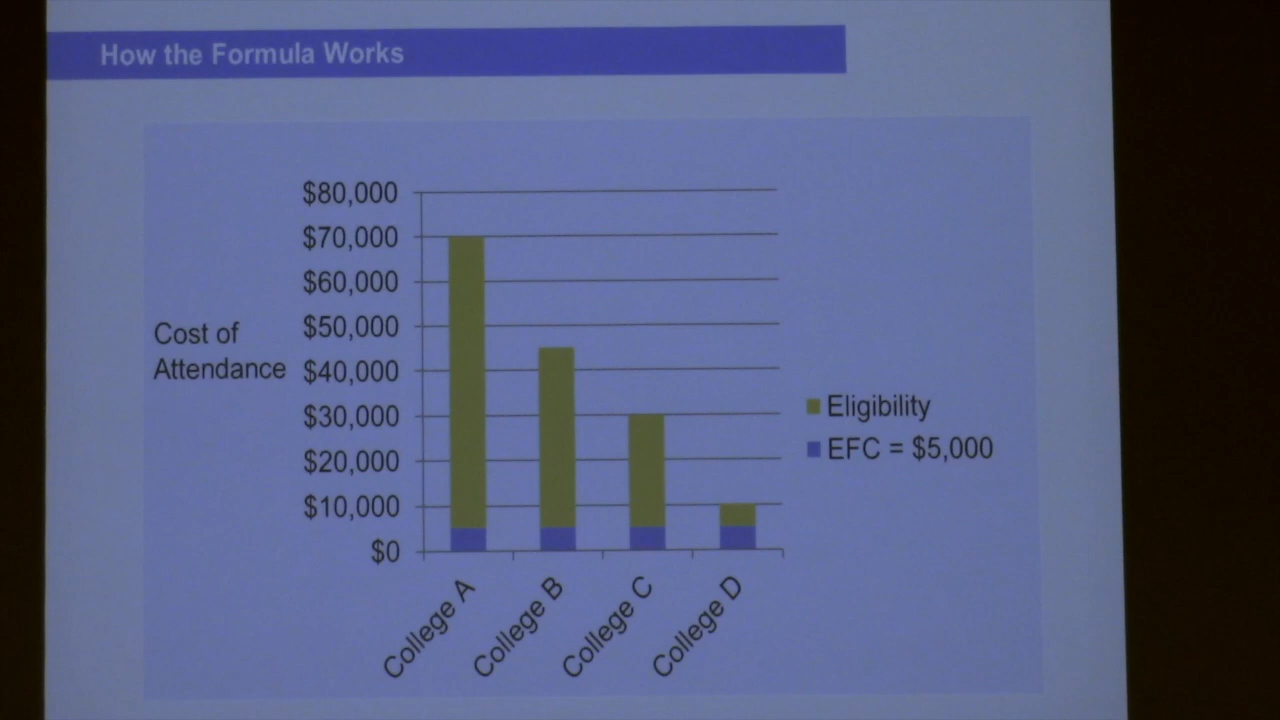 How the Formula Works
$80,000
$70,000
$60,000
$50,000
$40,000
$30,000
$20,000
$10,000
$0
Cost of
Attendance
Eligibility
EFC = $5,000
College A
College B
College C
College D